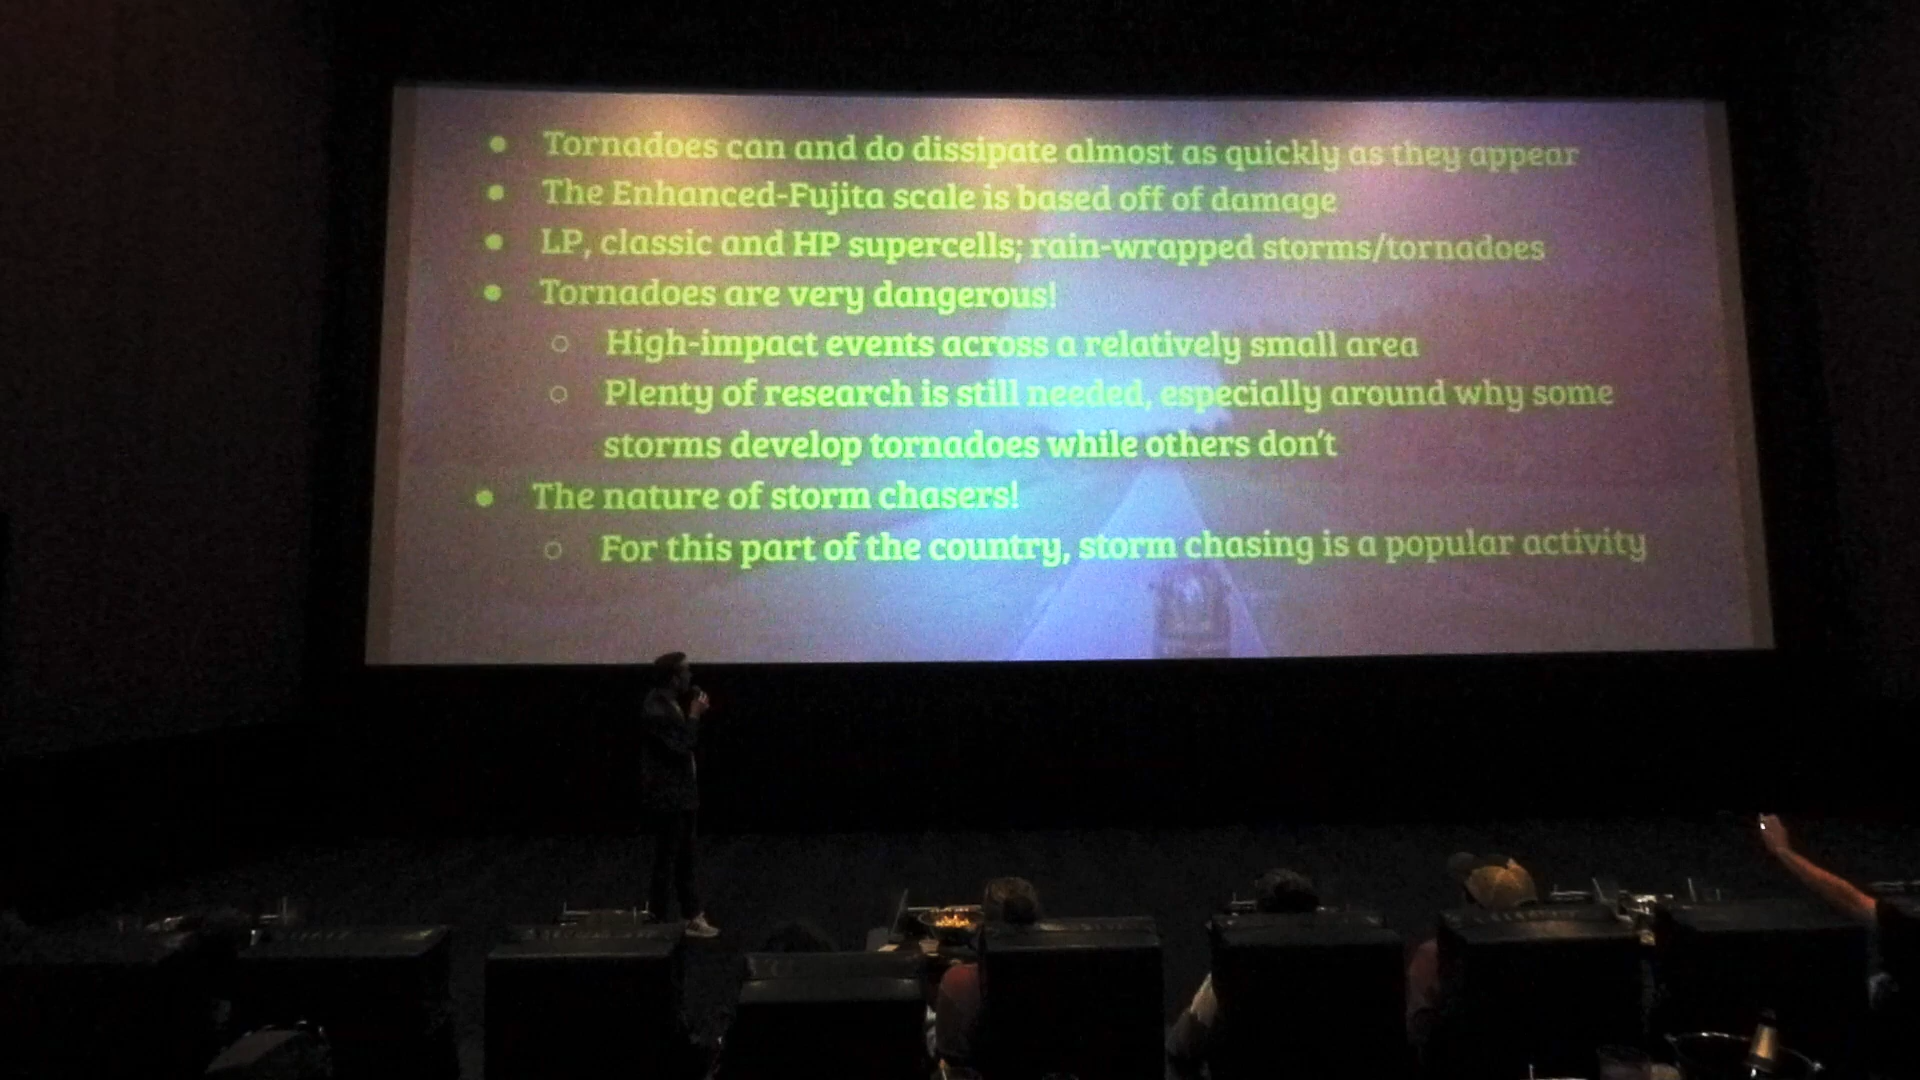 • Tornadoes can and do dissipate almost as quickly as they appear
• The Enhanced-Fujita scale is based off of damage
• LP, classic and HP supercells; rain-wrapped storms/tornadoes
• Tornadoes are very dangerous!
○ High-impact events across a relatively small area
○ Plenty of research is still needed, especially around why some
storms develop tornadoes while others don't
• The nature of storm chasers!
○ For this part of the country, storm chasing is a popular activity